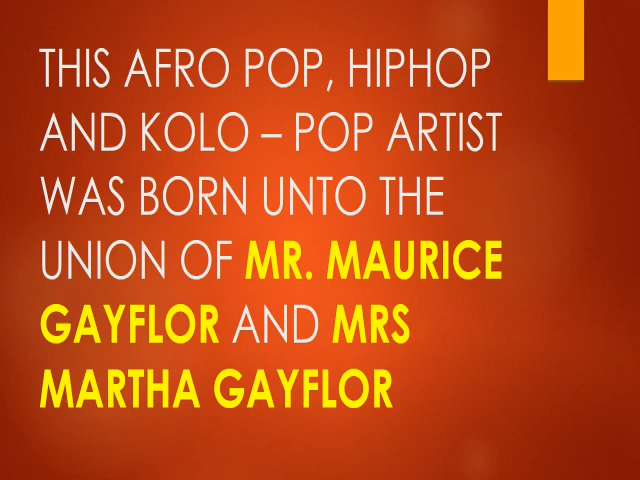 THIS AFRO POP, HIPHOP
AND KOLO – POP ARTIST
WAS BORN UNTO THE
UNION OF MR. MAURICE
GAYFLOR AND MRS
MARTHA GAYFLOR